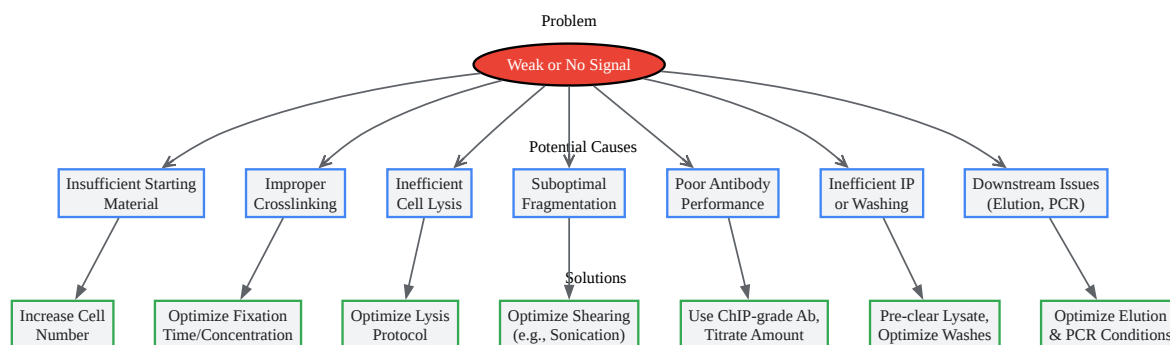 Problem
Weak or No Signal
Potential Causes
Insufficient Starting
Material
Improper
Crosslinking
Inefficient
Cell Lysis
Suboptimal
Fragmentation
Poor Antibody
Performance
Inefficient IP
or Washing
Downstream Issues
(Elution, PCR)
Solutions
Increase Cell
Number
Optimize Fixation
Time/Concentration
Optimize Lysis
Protocol
Optimize Shearing
(e.g., Sonication)
Use ChIP-grade Ab,
Titrate Amount
Pre-clear Lysate,
Optimize Washes
Optimize Elution
& PCR Conditions